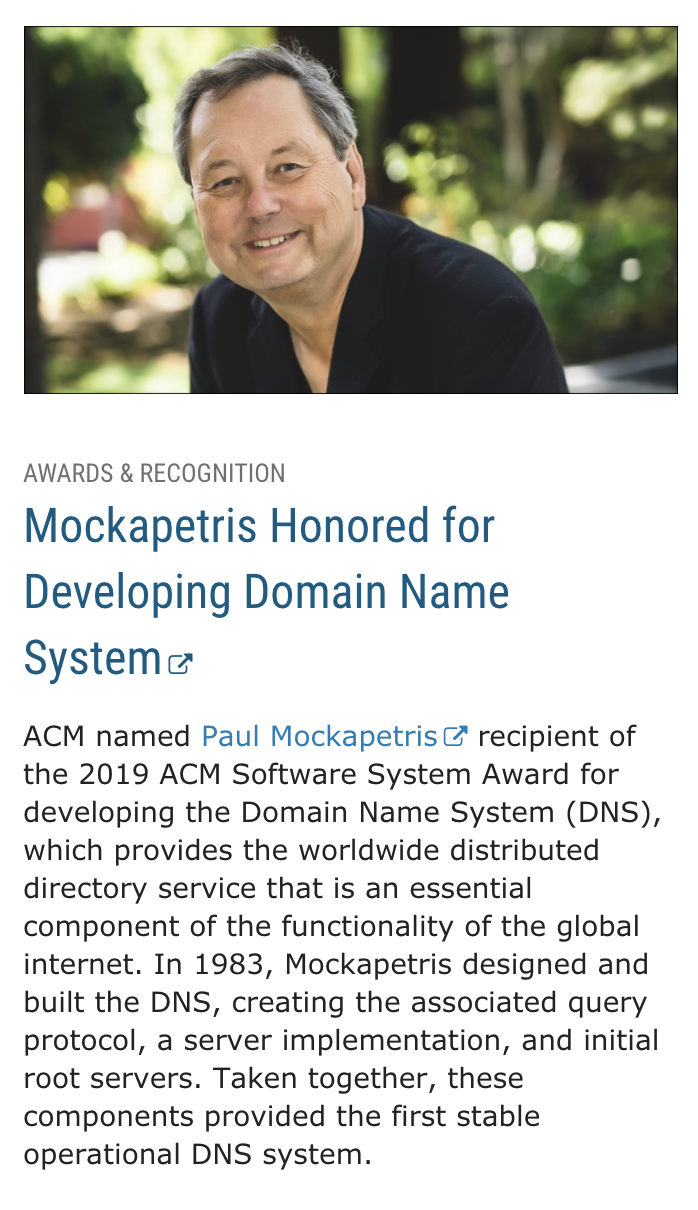 AWARDS & RECOGNITION
Mockapetris Honored for
Developing Domain Name
System
ACM named Paul Mockapetris recipient of
the 2019 ACM Software System Award for
developing the Domain Name System (DNS),
which provides the worldwide distributed
directory service that is an essential
component of the functionality of the global
internet. In 1983, Mockapetris designed and
built the DNS, creating the associated query
protocol, a server implementation, and initial
root servers. Taken together, these
components provided the first stable
operational DNS system.